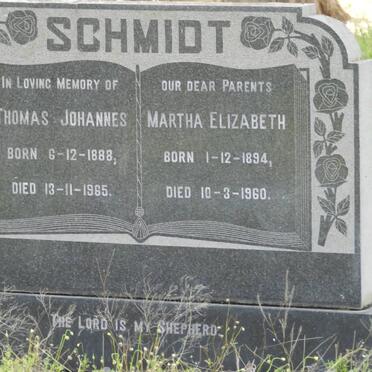 SCHMIDT
IN LOVING MEMORY OF
THOMAS JOHANNES
BORN 6-12-1888,
DIED 13-11-1965.
OUR DEAR PARENTS
MARTHA ELIZABETH
BORN 1-12-1894,
DIED 10-3-1960.
THE LORD IS MY SHEPHERD